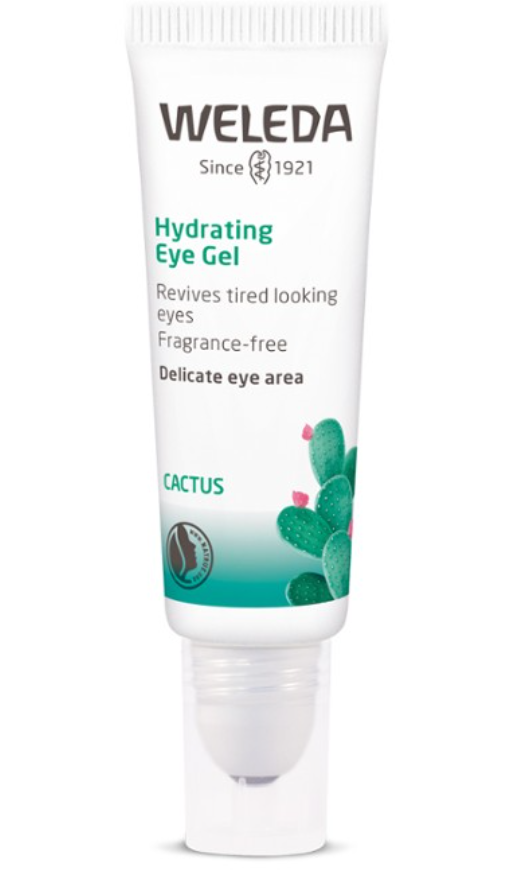 WELEDA
Since 1921
Hydrating
Eye Gel
Revives tired looking
eyes
Fragrance-free
Delicate eye area
CACTUS